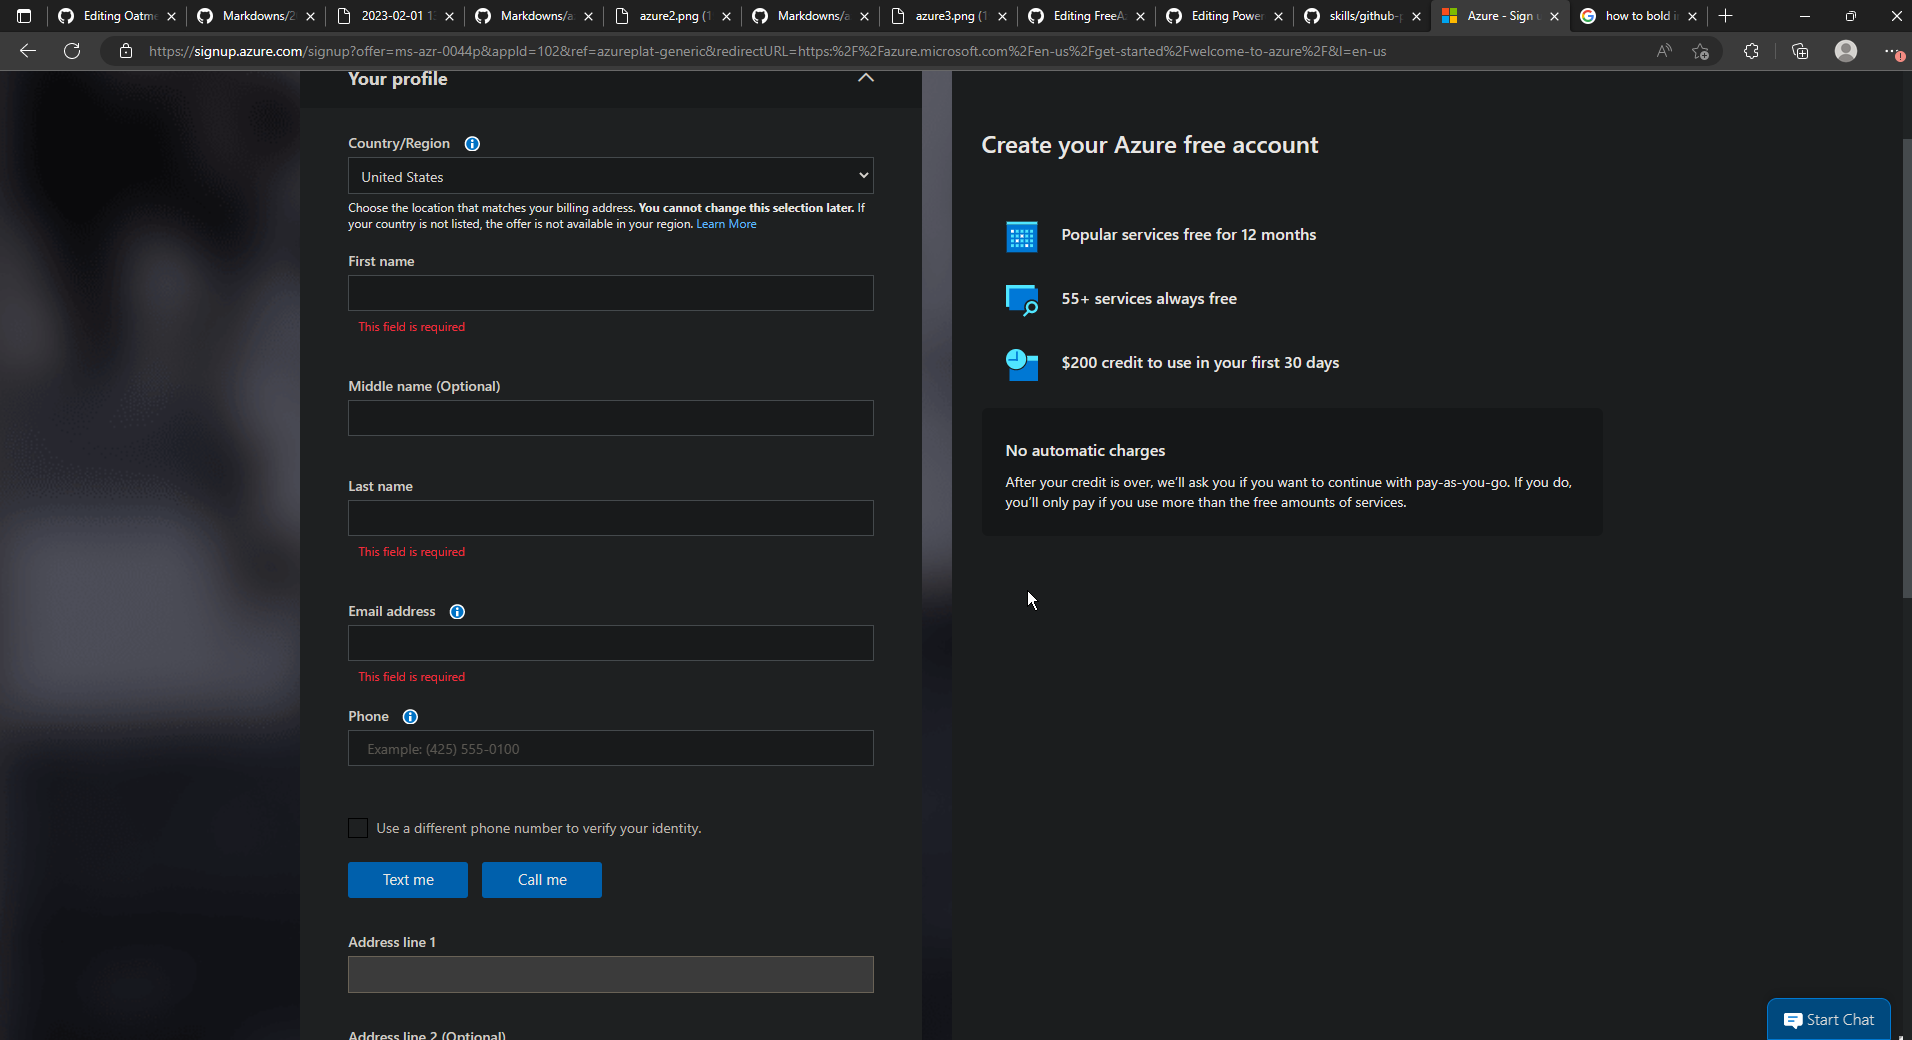 Editing Oatm
Markdowns/2
2023-02-01 1
Markdowns/a
azure2.png (1
Markdowns/a
azure3.png (1
Editing FreeA
Editing Power
skills/github-p
Azure - Sign u
how to bold i
https://signup.azure.com/signup?offer=ms-azr-0044p&appId=102&ref=azureplat-generic&redirectURL=https:%2F%2Fazure.microsoft.com%2Fen-us%2Fget-started%2Fwelcome-to-azure%2F&l=en-us
Your profile
Country/Region
United States
Choose the location that matches your billing address. You cannot change this selection later. If
your country is not listed, the offer is not available in your region. Learn More
First name
This field is required
Middle name (Optional)
Last name
This field is required
Email address
This field is required
Phone
Example: (425) 555-0100
Use a different phone number to verify your identity.
Text me
Call me
Address line 1
Address line 2 (Optional)
Create your Azure free account
Popular services free for 12 months
55+ services always free
$200 credit to use in your first 30 days
No automatic charges
After your credit is over, we'll ask you if you want to continue with pay-as-you-go. If you do,
you'll only pay if you use more than the free amounts of services.
Start Chat